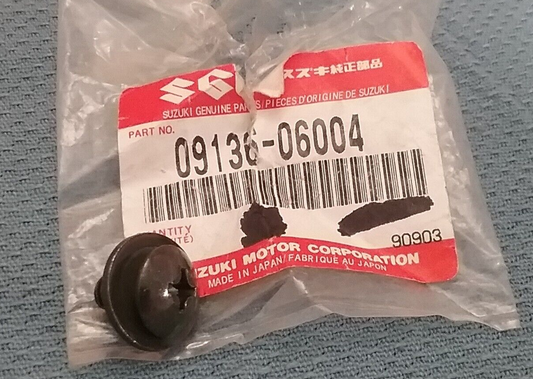 スズキ純正部品
SUZUKI GENUINE PARTS/PIECES D'ORIGINE DE SUZUKI
PART NO.
09136-06004
90903
SUZUKI MOTOR CORPORATION
MADE IN JAPAN/FABRIQUE AU JAPON